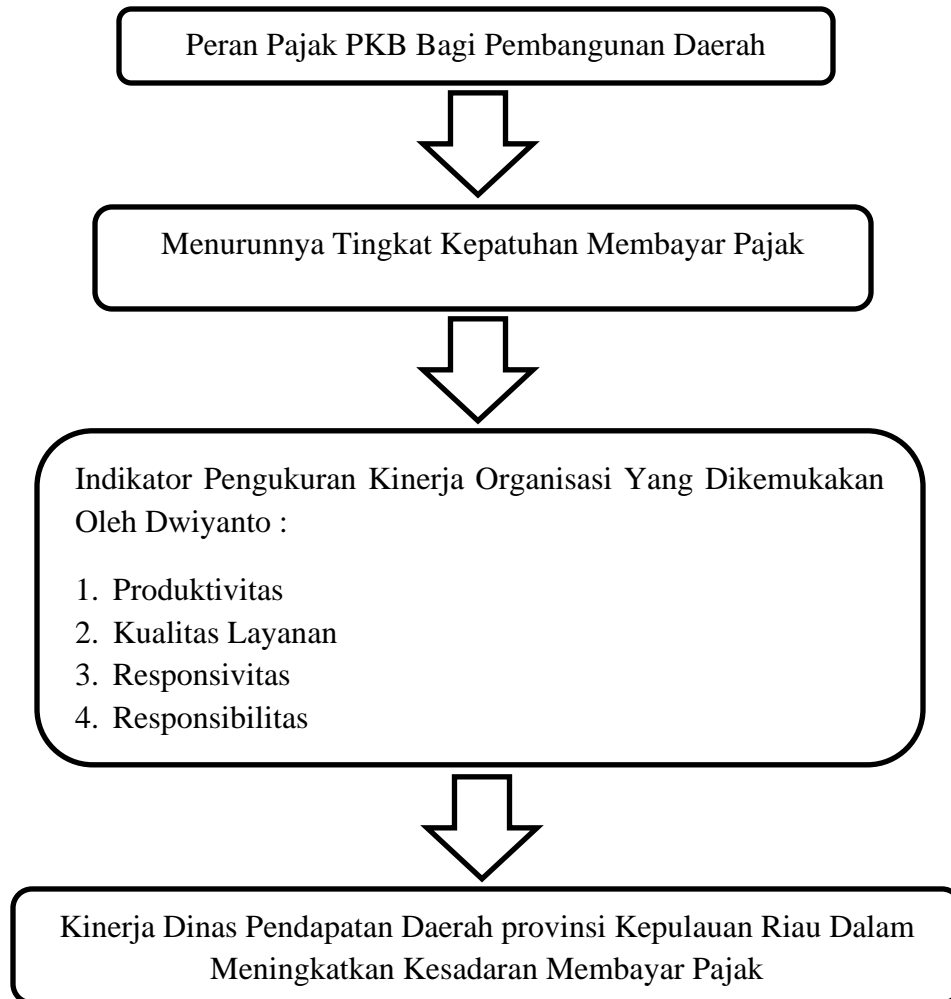 Peran Pajak PKB Bagi Pembangunan Daerah
Menurunnya Tingkat Kepatuhan Membayar Pajak
Indikator Pengukuran Kinerja Organisasi Yang Dikemukakan
Oleh Dwiyanto :
1. Produktivitas
2. Kualitas Layanan
3. Responsivitas
4. Responsibilitas
Kinerja Dinas Pendapatan Daerah provinsi Kepulauan Riau Dalam
Meningkatkan Kesadaran Membayar Pajak